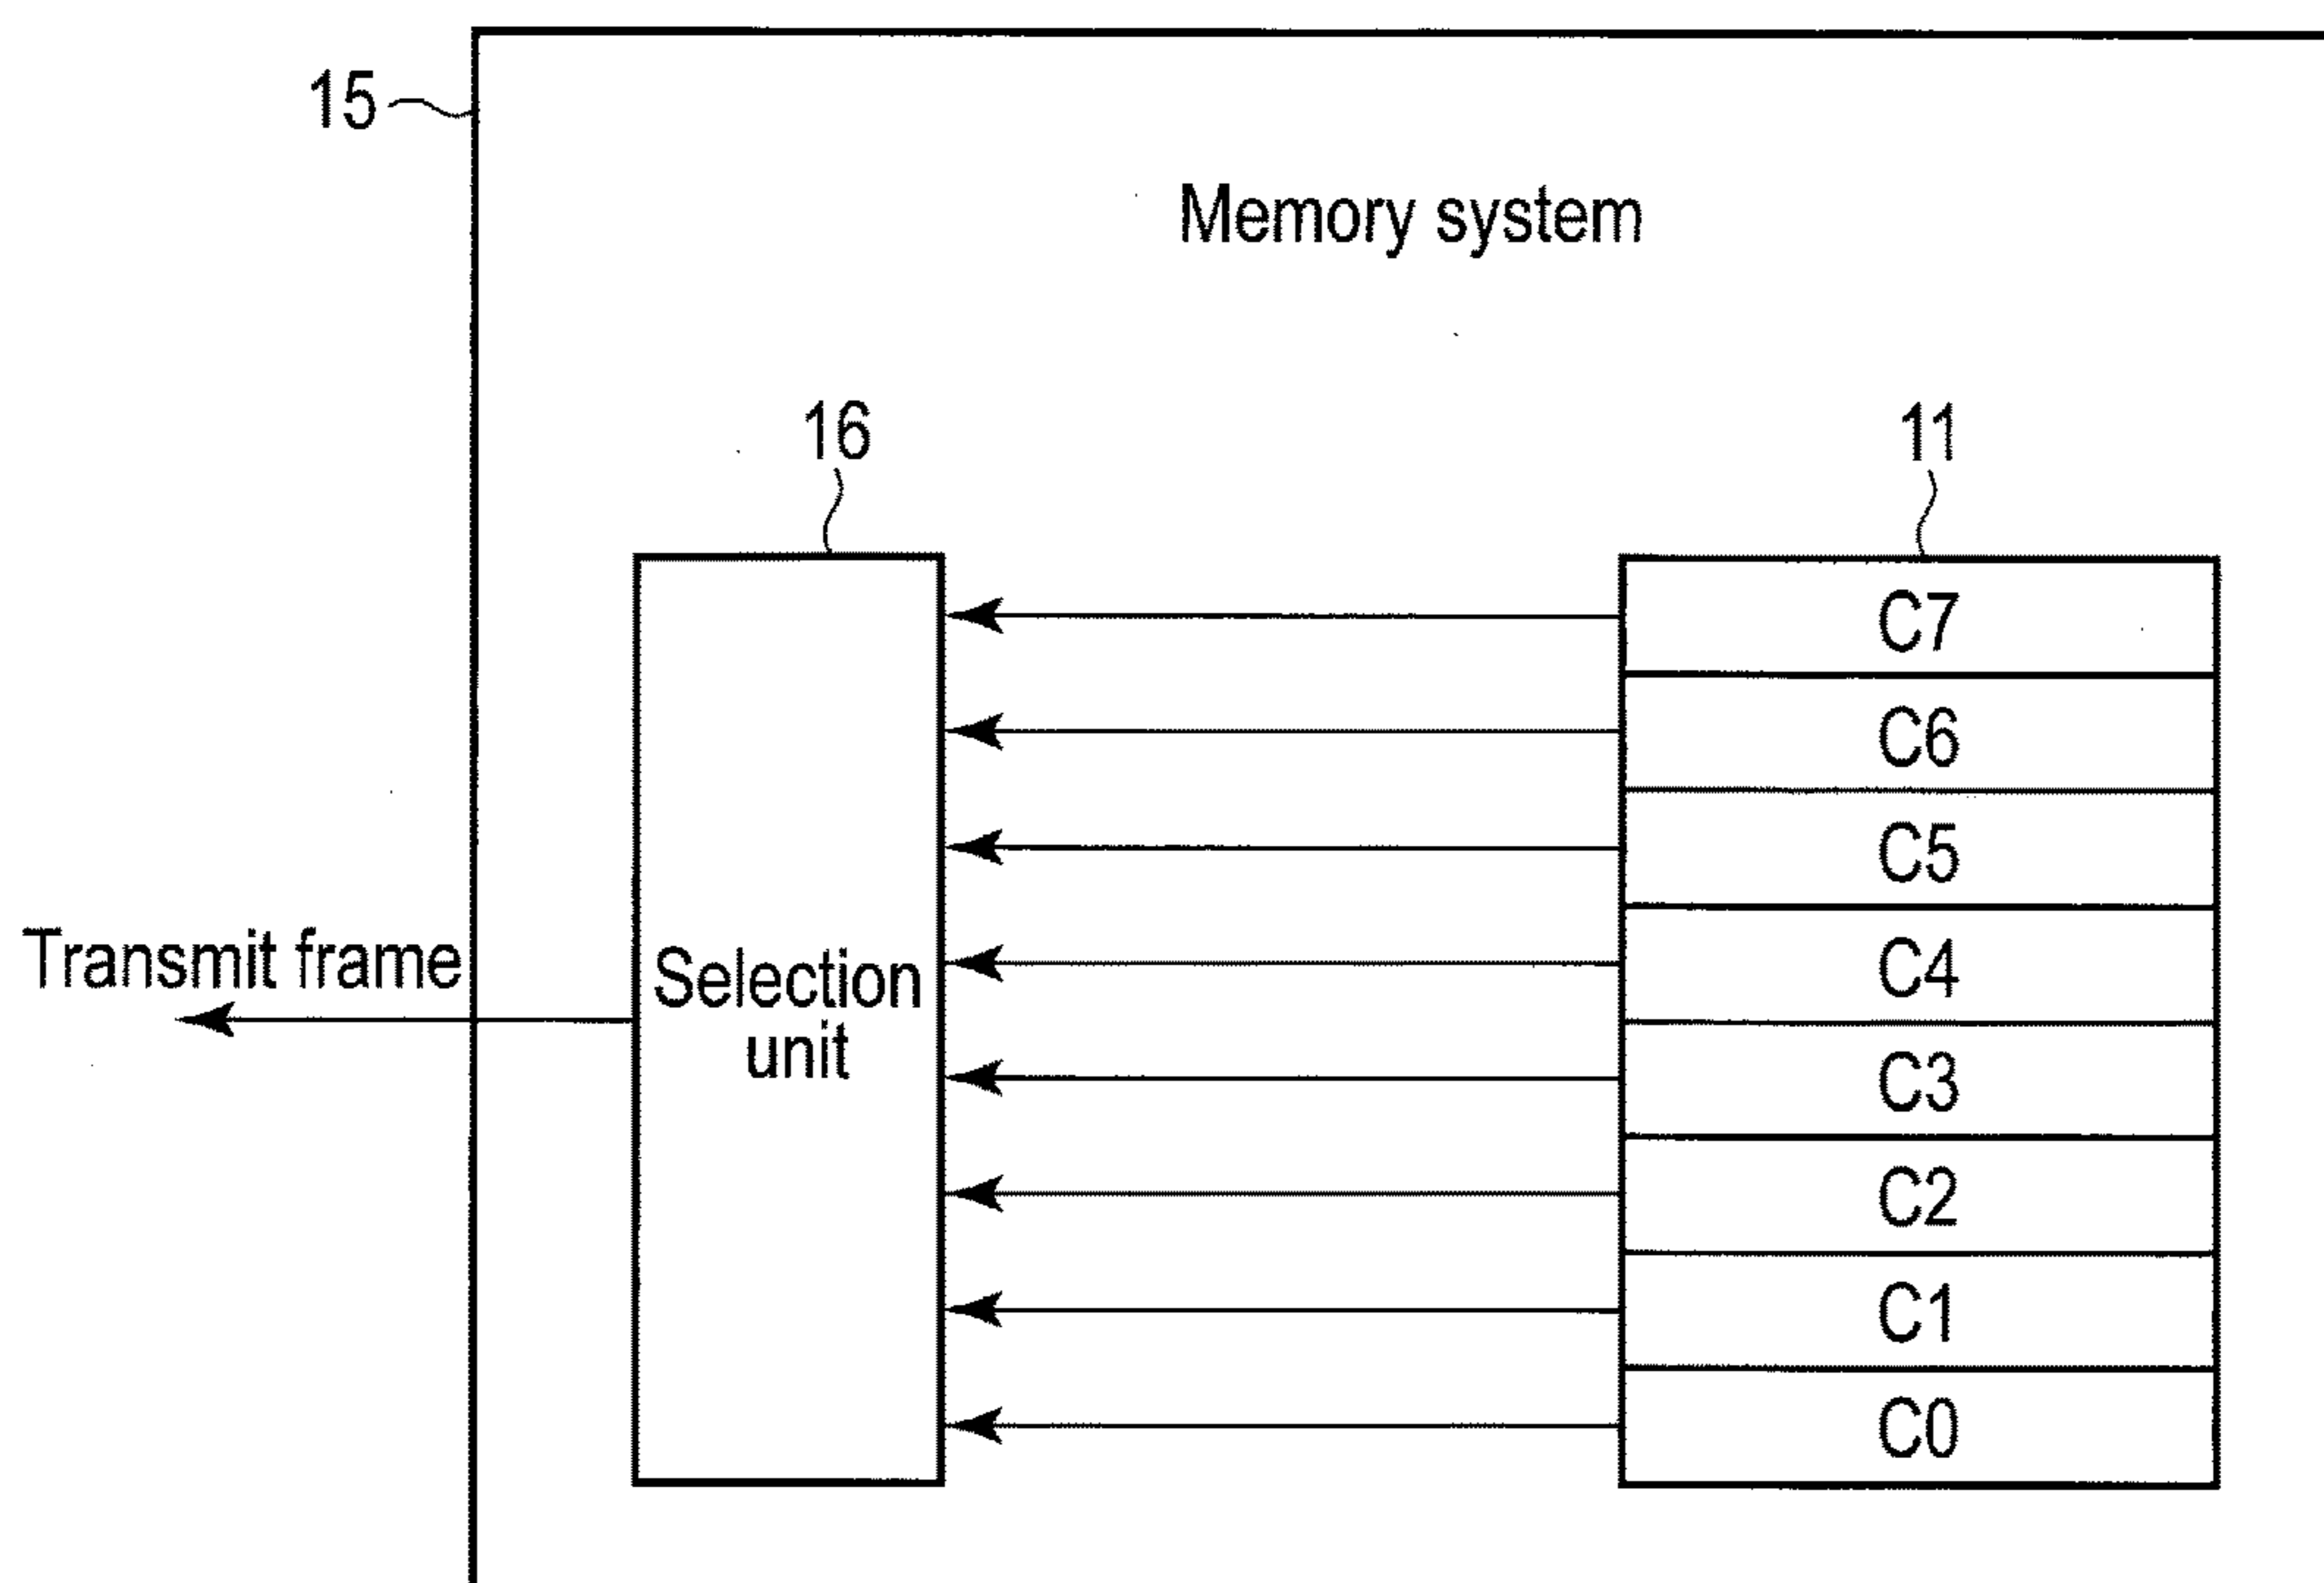 15
Memory system
16
11
C7
C6
C5
C4
Transmit frame
Selection
unit
C3
C2
C1
C0